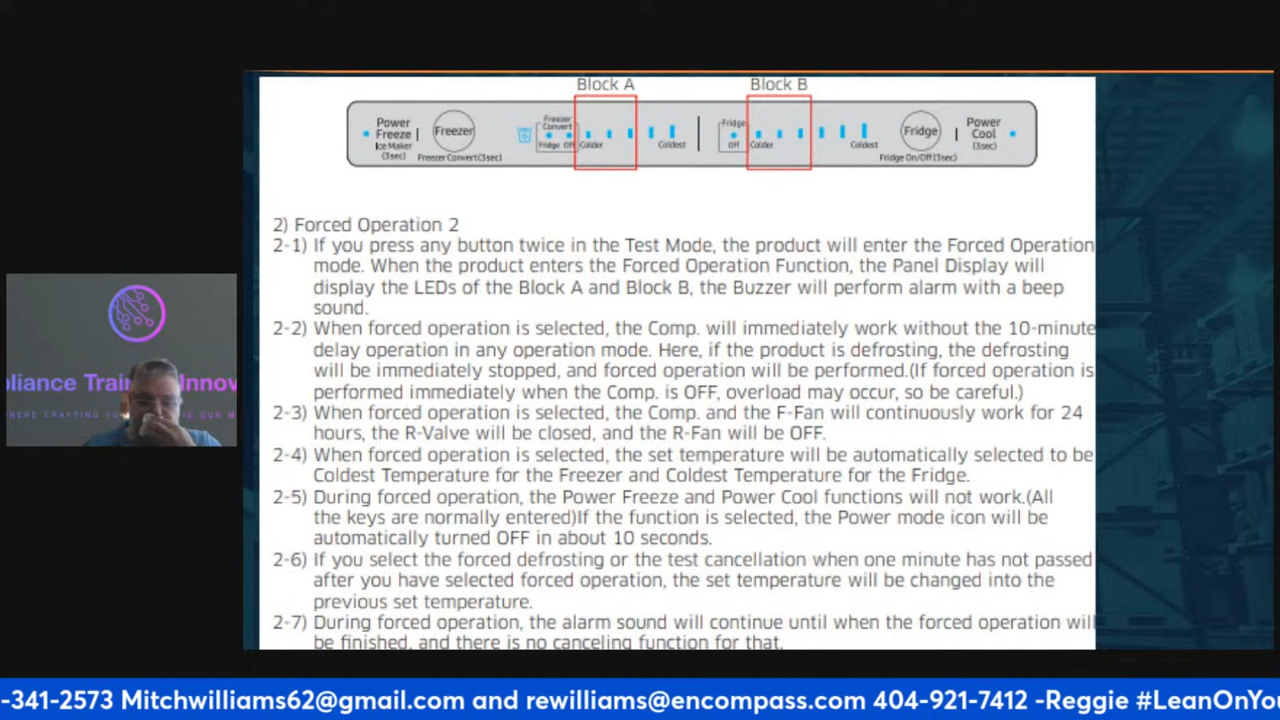 Block A
Block B
Power
Freeze
Ice Maker
(3sec)
Freezer
Freezer Convert(3sec)
Freezer
Convert
Fridge Off
Colder
Coldest
Fridge
Off
Colder
Coldest
Fridge
Fridge On/Off(3sec)
Power
Cool
(3sec)
2) Forced Operation 2
2-1) If you press any button twice in the Test Mode, the product will enter the Forced Operation
mode. When the product enters the Forced Operation Function, the Panel Display will
display the LEDs of the Block A and Block B, the Buzzer will perform alarm with a beep
sound.
2-2) When forced operation is selected, the Comp. will immediately work without the 10-minute
delay operation in any operation mode. Here, if the product is defrosting, the defrosting
will be immediately stopped, and forced operation will be performed.(If forced operation is
performed immediately when the Comp. is OFF, overload may occur, so be careful.)
2-3) When forced operation is selected, the Comp. and the F-Fan will continuously work for 24
hours, the R-Valve will be closed, and the R-Fan will be OFF.
2-4) When forced operation is selected, the set temperature will be automatically selected to be
Coldest Temperature for the Freezer and Coldest Temperature for the Fridge.
2-5) During forced operation, the Power Freeze and Power Cool functions will not work.(All
the keys are normally entered)If the function is selected, the Power mode icon will be
automatically turned OFF in about 10 seconds.
2-6) If you select the forced defrosting or the test cancellation when one minute has not passed
after you have selected forced operation, the set temperature will be changed into the
previous set temperature.
2-7) During forced operation, the alarm sound will continue until when the forced operation will
be finished, and there is no canceling function for that.
pliance Train Innov
HERE CRAFTING OUR
-341-2573 Mitchwilliams62@gmail.com and rewilliams@encompass.com 404-921-7412 -Reggie #LeanOnYou